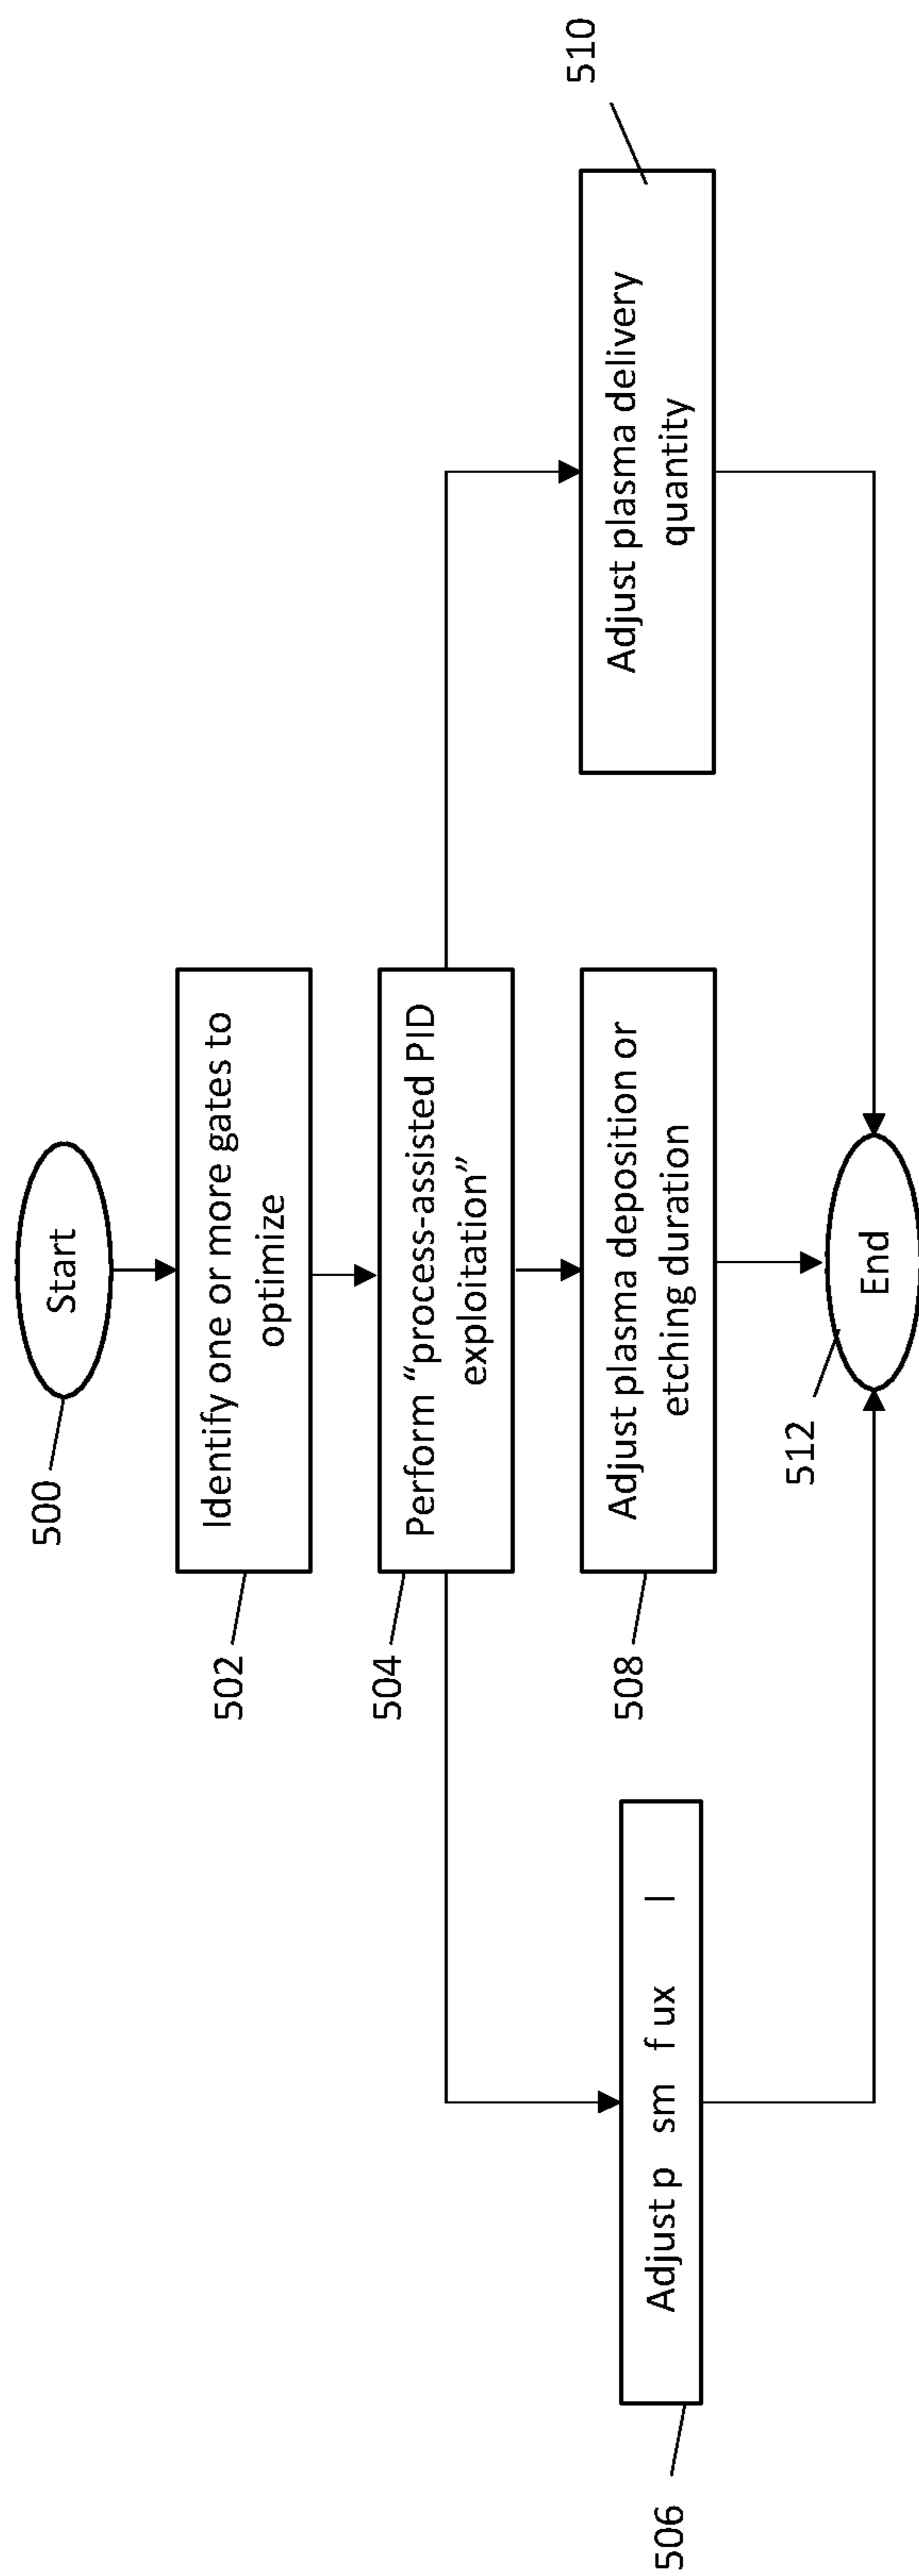 500
Start
502
Identify one or more gates to
optimize
504
Perform “process-assisted PID
exploitation”
506
Adjust
508
Adjust plasma deposition or
etching duration
510
Adjust plasma delivery
quantity
512
End